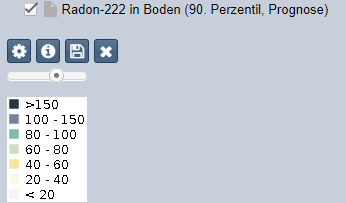 Radon-222 in Boden (90. Perzentil, Prognose)
>150
100 - 150
80 - 100
60 - 80
40 - 60
20 - 40
< 20